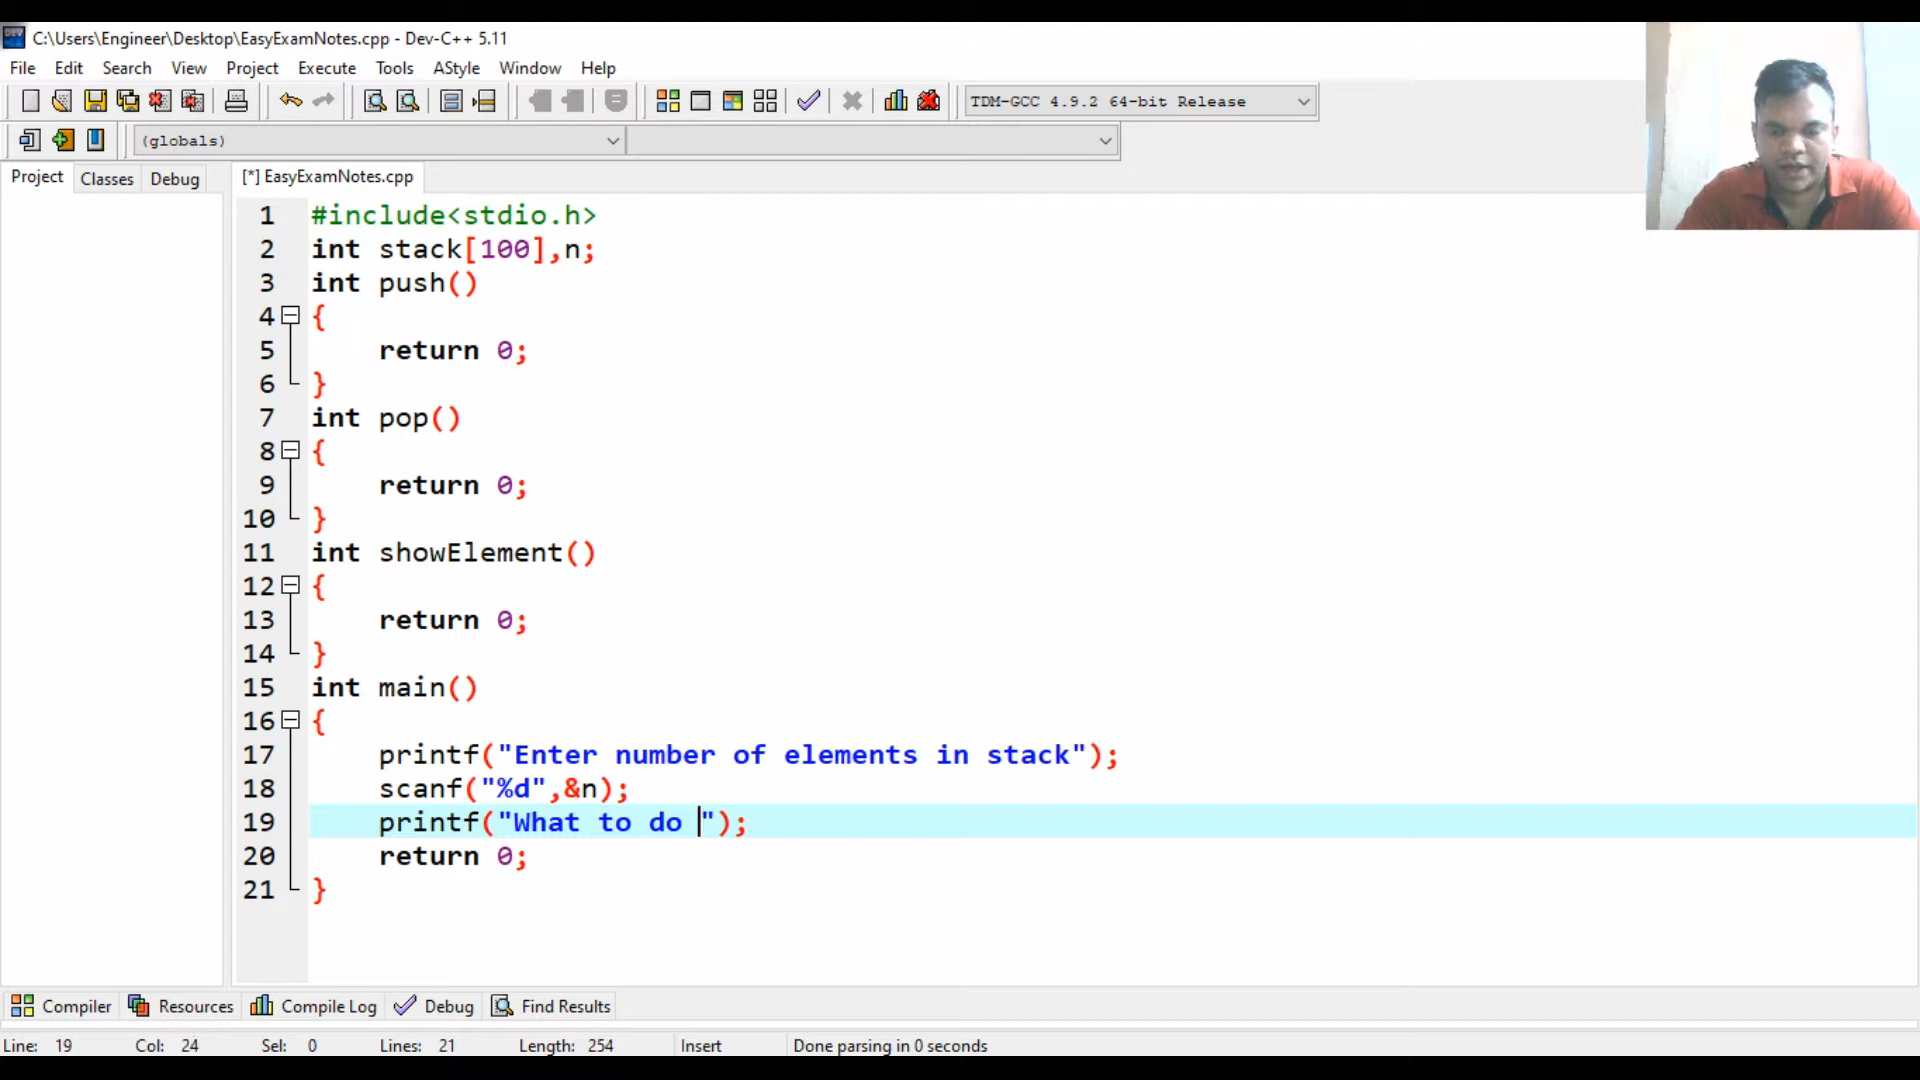 C:\Users\Engineer\Desktop\EasyExamNotes.cpp - Dev-C++ 5.11
File Edit Search View Project Execute Tools AStyle Window Help
TDM-GCC 4.9.2 64-bit Release
(globals)
Project Classes Debug
[*] EasyExamNotes.cpp
1 #include<stdio.h>
2 int stack[100],n;
3 int push()
4 {
5 return 0;
6 }
7 int pop()
8 {
9 return 0;
10 }
11 int showElement()
12 {
13 return 0;
14 }
15 int main()
16 {
17 printf("Enter number of elements in stack");
18 scanf("%d",&n);
19 printf("What to do ");
20 return 0;
21 }
Compiler Resources Compile Log Debug Find Results
Line: 19 Col: 24 Sel: 0 Lines: 21 Length: 254 Insert Done parsing in 0 seconds